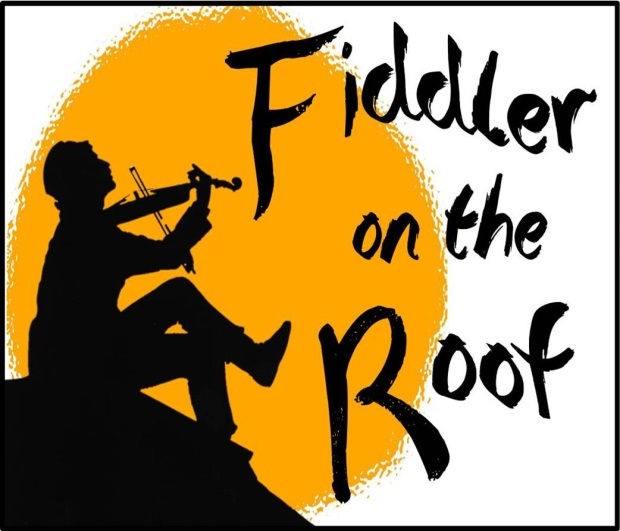 Fiddler
on the
Roof